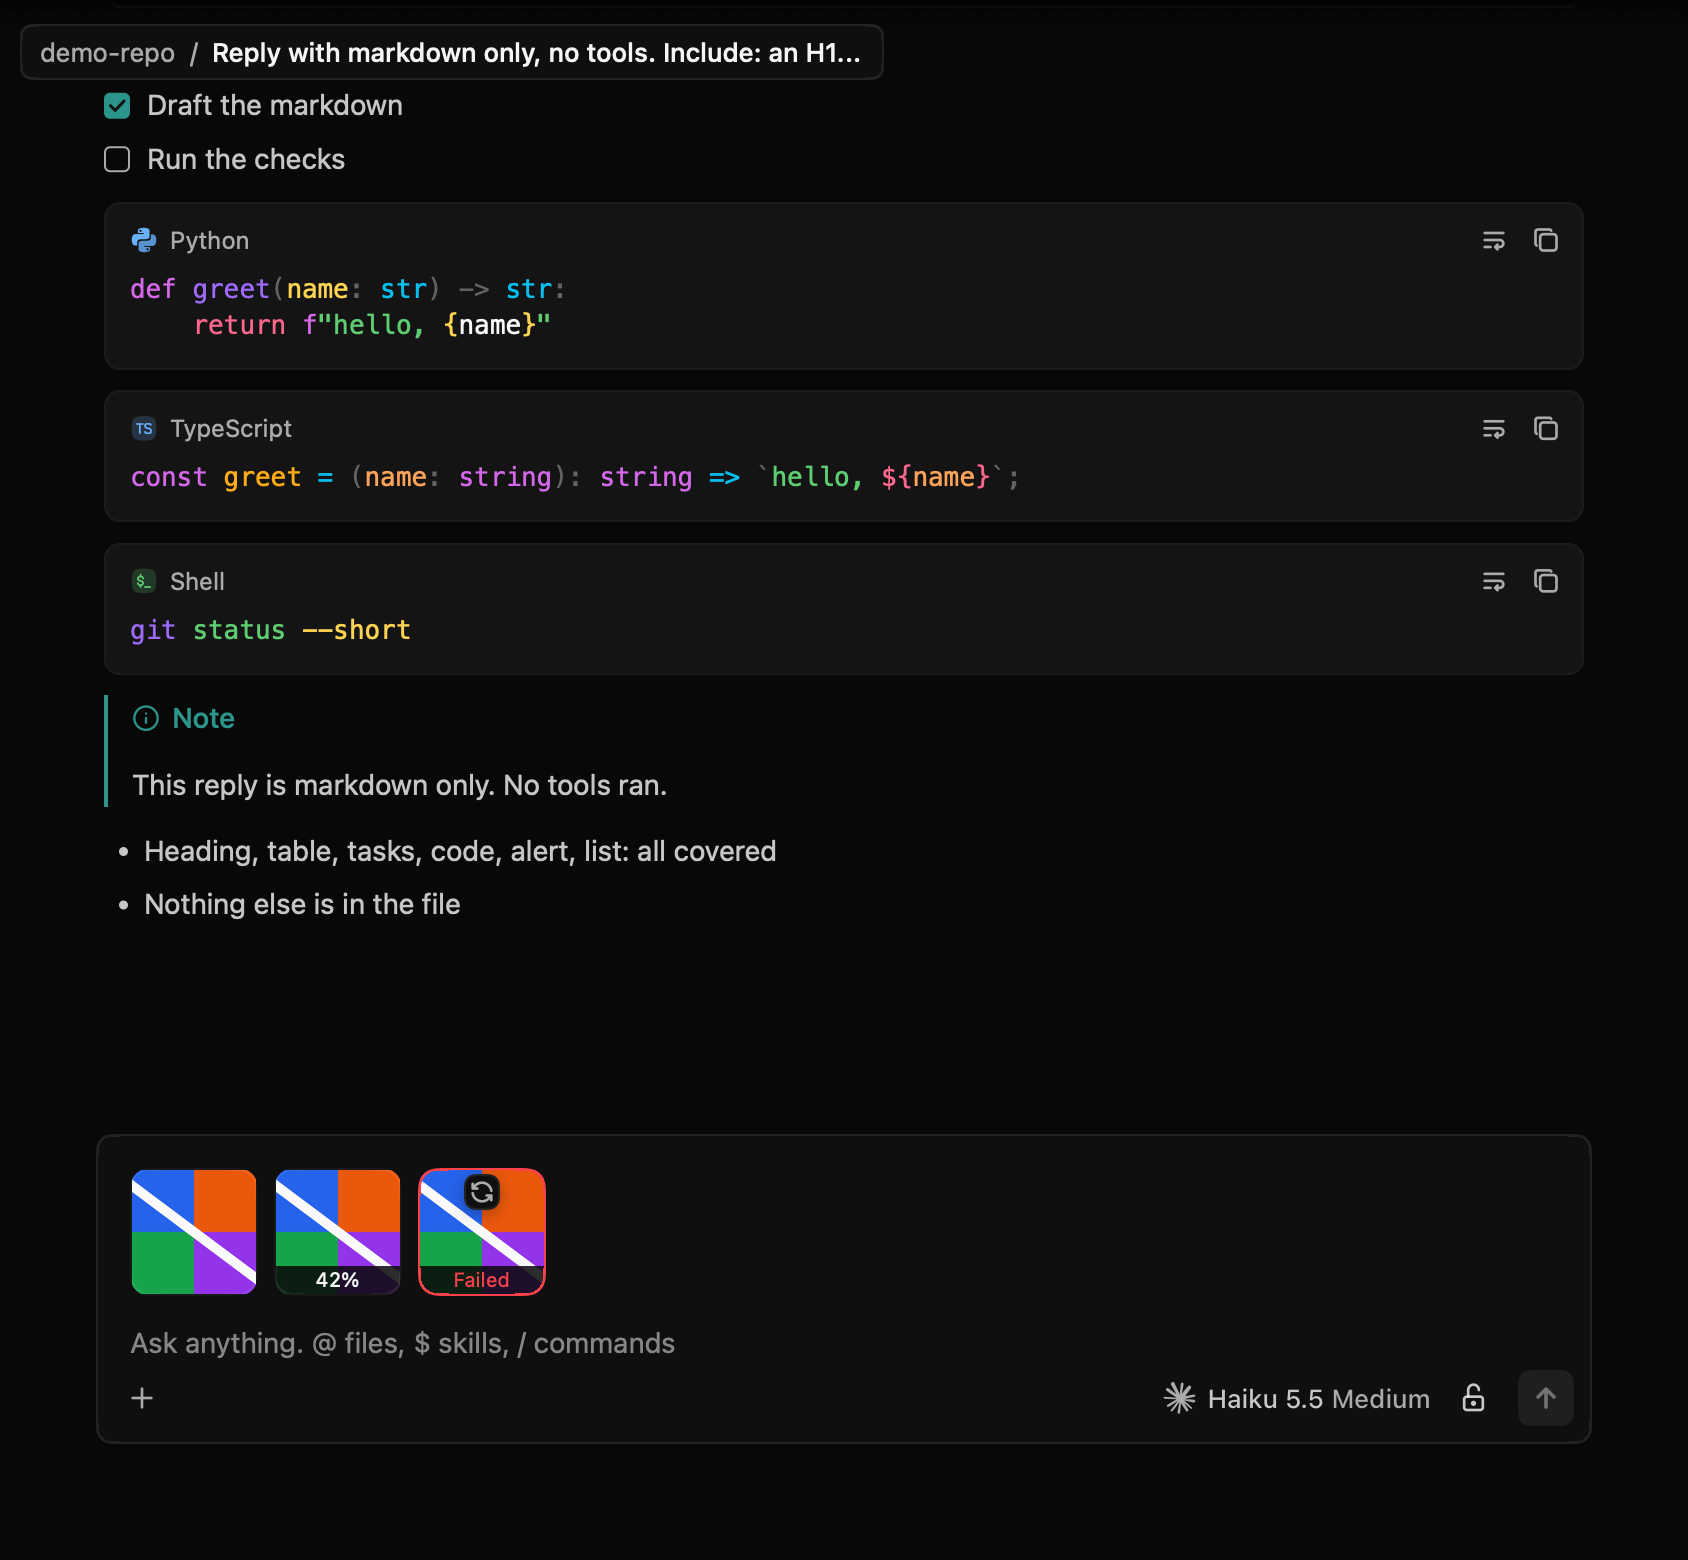 demo-repo / Reply with markdown only, no tools. Include: an H1...
Draft the markdown
Run the checks
Python
def greet(name: str) -> str:
    return f"hello, {name}"
TS TypeScript
const greet = (name: string): string => `hello, ${name}`;
$_ Shell
git status --short
Note
This reply is markdown only. No tools ran.
• Heading, table, tasks, code, alert, list: all covered
• Nothing else is in the file
42%
Failed
Ask anything. @ files, $ skills, / commands
Haiku 5.5 Medium